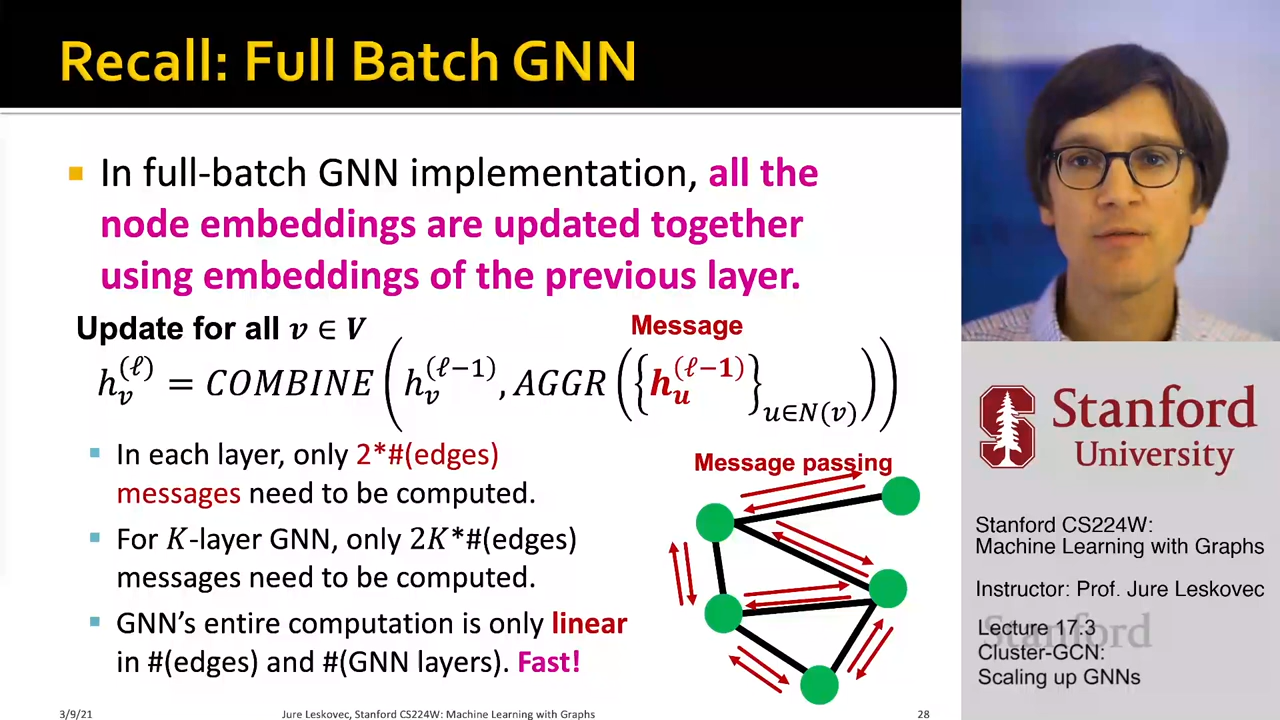 Recall: Full Batch GNN
In full-batch GNN implementation, all the
node embeddings are updated together
using embeddings of the previous layer.
Update for all v ∈ V
Message
h_v^(ℓ) = COMBINE(h_v^(ℓ−1), AGGR({h_u^(ℓ−1)}_{u∈N(v)}))
In each layer, only 2*#(edges)
messages need to be computed.
For K-layer GNN, only 2K*#(edges)
messages need to be computed.
GNN’s entire computation is only linear
in #(edges) and #(GNN layers). Fast!
Message passing
3/9/21
Jure Leskovec, Stanford CS224W: Machine Learning with Graphs
28
Stanford
University
Stanford CS224W:
Machine Learning with Graphs
Instructor: Prof. Jure Leskovec
Stanford
Lecture 17.3
Cluster-GCN:
Scaling up GNNs